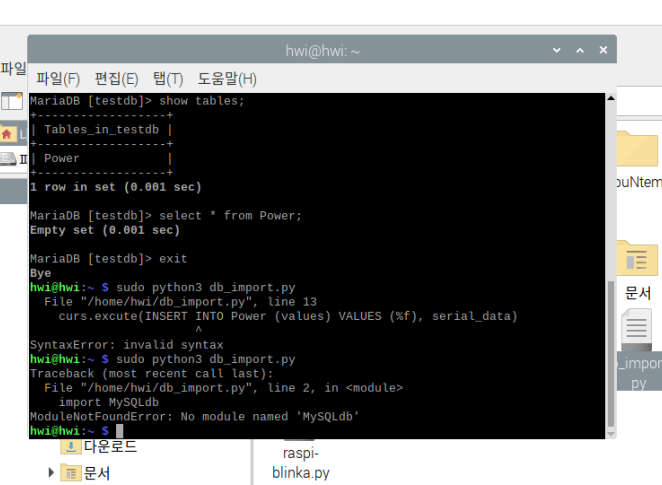 hwi@hwi: ~
파일
파일(F) 편집(E) 탭(T) 도움말(H)
MariaDB [testdb]> show tables;
+------------------+
| Tables_in_testdb |
+------------------+
| Power            |
+------------------+
1 row in set (0.001 sec)
MariaDB [testdb]> select * from Power;
Empty set (0.001 sec)
MariaDB [testdb]> exit
Bye
hwi@hwi:~ $ sudo python3 db_import.py
  File "/home/hwi/db_import.py", line 13
    curs.excute(INSERT INTO Power (values) VALUES (%f), serial_data)
                       ^
SyntaxError: invalid syntax
hwi@hwi:~ $ sudo python3 db_import.py
Traceback (most recent call last):
  File "/home/hwi/db_import.py", line 2, in <module>
    import MySQLdb
ModuleNotFoundError: No module named 'MySQLdb'
hwi@hwi:~ $
uNtem
문서
_impor
py
다운로드
문서
raspi-
blinka.py